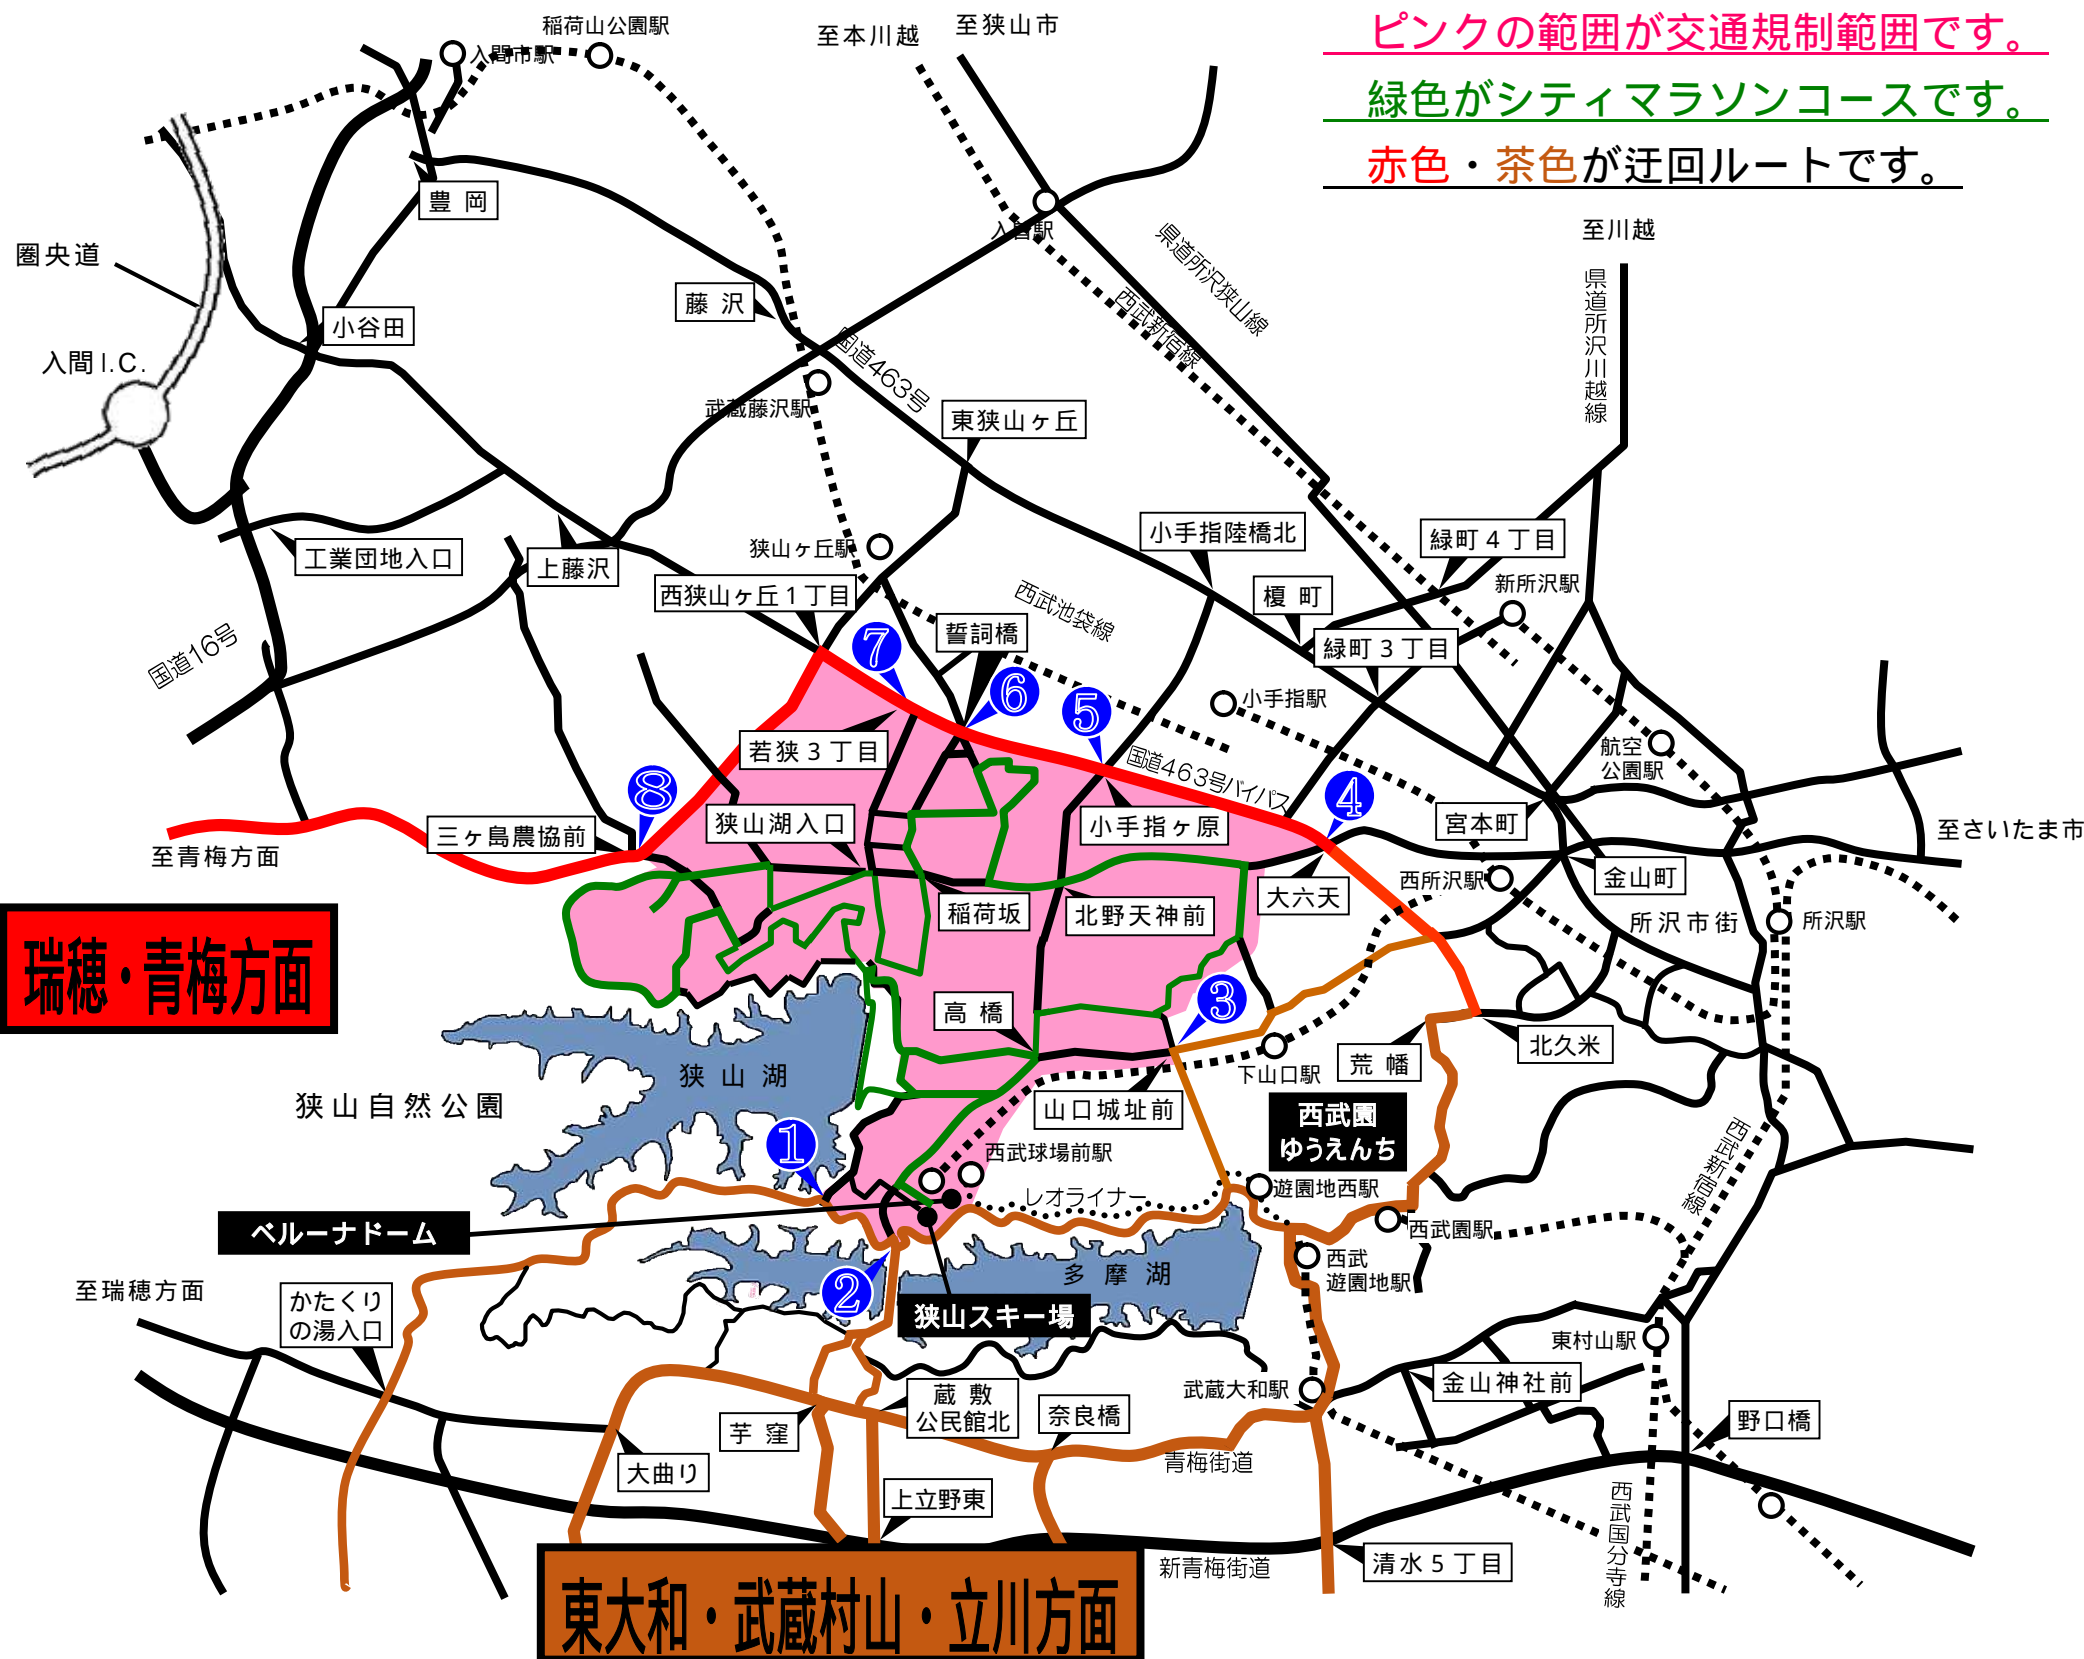 ピンクの範囲が交通規制範囲です。
緑色がシティマラソンコースです。
赤色・茶色が迂回ルートです。
稲荷山公園駅
入間市駅
至本川越
至狭山市
豊岡
圏央道
小谷田
入間I.C.
藤沢
入曽駅
県道所沢狭山線
西武新宿線
至川越
県道所沢川越線
国道463号
武蔵藤沢駅
東狭山ヶ丘
工業団地入口
上藤沢
狭山ヶ丘駅
西狭山ヶ丘1丁目
小手指陸橋北
緑町4丁目
新所沢駅
榎町
西武池袋線
誓詞橋
緑町3丁目
国道16号
⑦
⑥
⑤
小手指駅
若狭3丁目
国道463号バイパス
航空
公園駅
⑧
④
三ヶ島農協前
狭山湖入口
小手指ヶ原
宮本町
至さいたま市
至青梅方面
西所沢駅
金山町
大六天
稲荷坂
北野天神前
所沢市街
所沢駅
瑞穂・青梅方面
③
高橋
北久米
荒幡
狭山湖
下山口駅
狭山自然公園
山口城址前
西武園
ゆうえんち
①
西武球場前駅
西武新宿線
レオライナー
遊園地西駅
ベルーナドーム
西武園駅
西武
遊園地駅
多摩湖
至瑞穂方面
かたくり
の湯入口
②
狭山スキー場
東村山駅
武蔵大和駅
金山神社前
蔵敷
公民館北
奈良橋
芋窪
野口橋
青梅街道
大曲り
上立野東
西武国分寺線
新青梅街道
清水5丁目
東大和・武蔵村山・立川方面